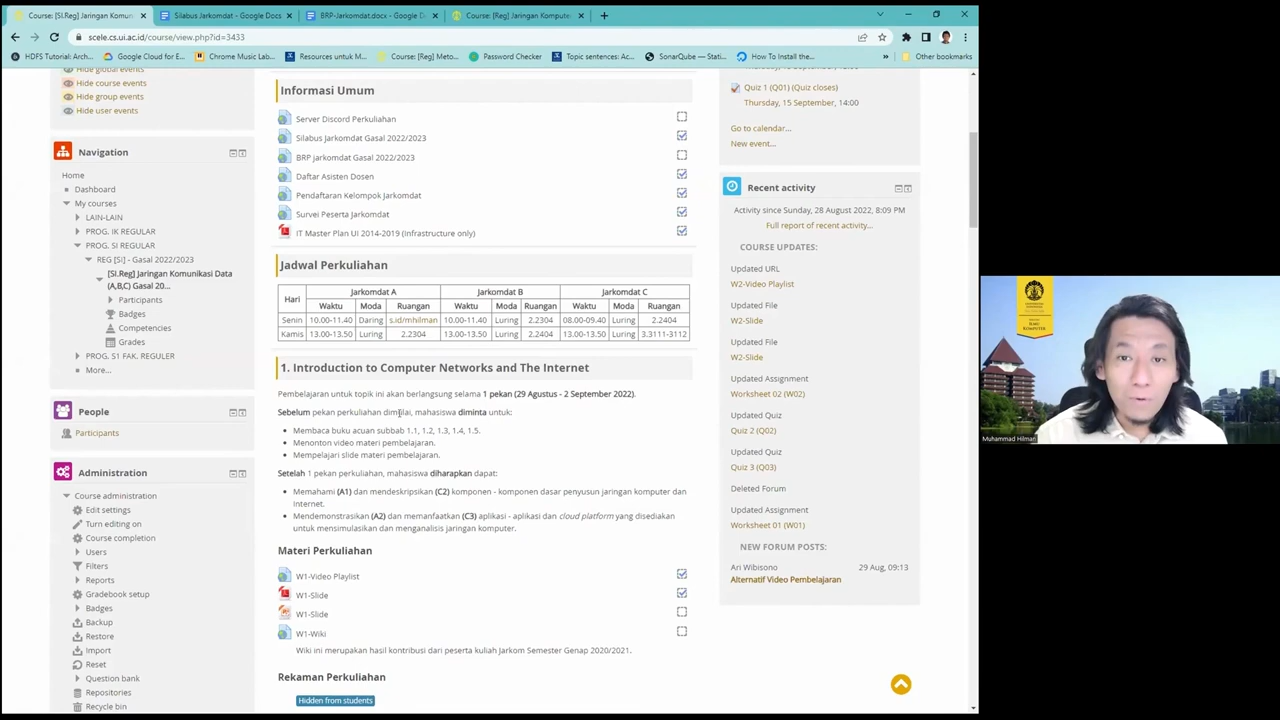 Course: [SI.Reg] Jaringan Komun
Silabus Jarkomdat - Google Docs
BRP-Jarkomdat.docx - Google D
Course: [Reg] Jaringan Kompute
scele.cs.ui.ac.id/course/view.php?id=3433
HDFS Tutorial: Arch...
Google Cloud for E...
Chrome Music Lab...
Resources untuk M...
Course: [Reg] Meto...
Password Checker
Topic sentences: Ac...
SonarQube — Stati...
How To Install the...
»
Other bookmarks
Hide global events
Hide course events
Hide group events
Hide user events
Navigation
Home
Dashboard
My courses
LAIN-LAIN
PROG. IK REGULAR
PROG. SI REGULAR
REG [SI] - Gasal 2022/2023
[SI.Reg] Jaringan Komunikasi Data
(A,B,C) Gasal 20...
Participants
Badges
Competencies
Grades
PROG. S1 FAK. REGULER
More...
People
Participants
Administration
Course administration
Edit settings
Turn editing on
Course completion
Users
Filters
Reports
Gradebook setup
Badges
Backup
Restore
Import
Reset
Question bank
Repositories
Recycle bin
Informasi Umum
Server Discord Perkuliahan
Silabus Jarkomdat Gasal 2022/2023
BRP Jarkomdat Gasal 2022/2023
Daftar Asisten Dosen
Pendaftaran Kelompok Jarkomdat
Survei Peserta Jarkomdat
IT Master Plan UI 2014-2019 (Infrastructure only)
Jadwal Perkuliahan
Hari Jarkomdat A Jarkomdat B Jarkomdat C
Waktu Moda Ruangan Waktu Moda Ruangan Waktu Moda Ruangan
Senin 10.00-11.40 Daring s.id/mhilman 10.00-11.40 Luring 2.2304 08.00-09.40 Luring 2.2404
Kamis 13.00-13.50 Luring 2.2304 13.00-13.50 Luring 2.2404 13.00-13.50 Luring 3.3111-3112
1. Introduction to Computer Networks and The Internet
Pembelajaran untuk topik ini akan berlangsung selama 1 pekan (29 Agustus - 2 September 2022).
Sebelum pekan perkuliahan dimulai, mahasiswa diminta untuk:
Membaca buku acuan subbab 1.1, 1.2, 1.3, 1.4, 1.5.
Menonton video materi pembelajaran.
Mempelajari slide materi pembelajaran.
Setelah 1 pekan perkuliahan, mahasiswa diharapkan dapat:
Memahami (A1) dan mendeskripsikan (C2) komponen - komponen dasar penyusun jaringan komputer dan
Internet.
Mendemonstrasikan (A2) dan memanfaatkan (C3) aplikasi - aplikasi dan cloud platform yang disediakan
untuk mensimulasikan dan menganalisis jaringan komputer.
Materi Perkuliahan
W1-Video Playlist
W1-Slide
W1-Slide
W1-Wiki
Wiki ini merupakan hasil kontribusi dari peserta kuliah Jarkom Semester Genap 2020/2021.
Rekaman Perkuliahan
Hidden from students
Quiz 1 (Q01) (Quiz closes)
Thursday, 15 September, 14:00
Go to calendar...
New event...
Recent activity
Activity since Sunday, 28 August 2022, 8:09 PM
Full report of recent activity...
COURSE UPDATES:
Updated URL
W2-Video Playlist
Updated File
W2-Slide
Updated File
W2-Slide
Updated Assignment
Worksheet 02 (W02)
Updated Quiz
Quiz 2 (Q02)
Updated Quiz
Quiz 3 (Q03)
Deleted Forum
Updated Assignment
Worksheet 01 (W01)
NEW FORUM POSTS:
Ari Wibisono 29 Aug, 09:13
Alternatif Video Pembelajaran
Muhammad Hilman